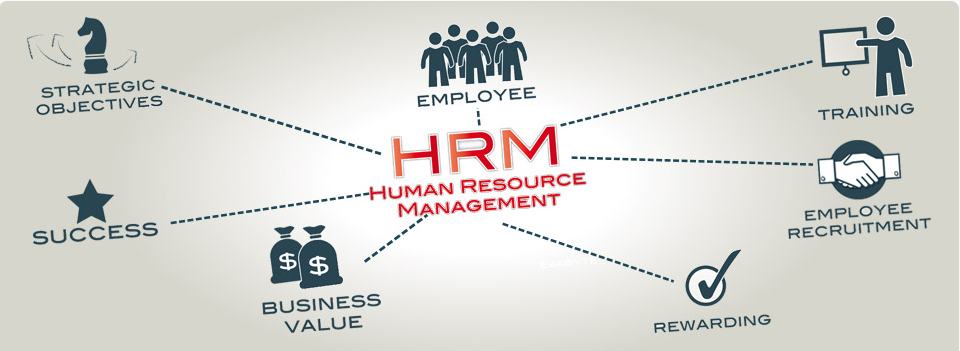 STRATEGIC
OBJECTIVES
EMPLOYEE
TRAINING
HRM
HUMAN RESOURCE
MANAGEMENT
SUCCESS
EMPLOYEE
RECRUITMENT
$ $
BUSINESS
VALUE
REWARDING